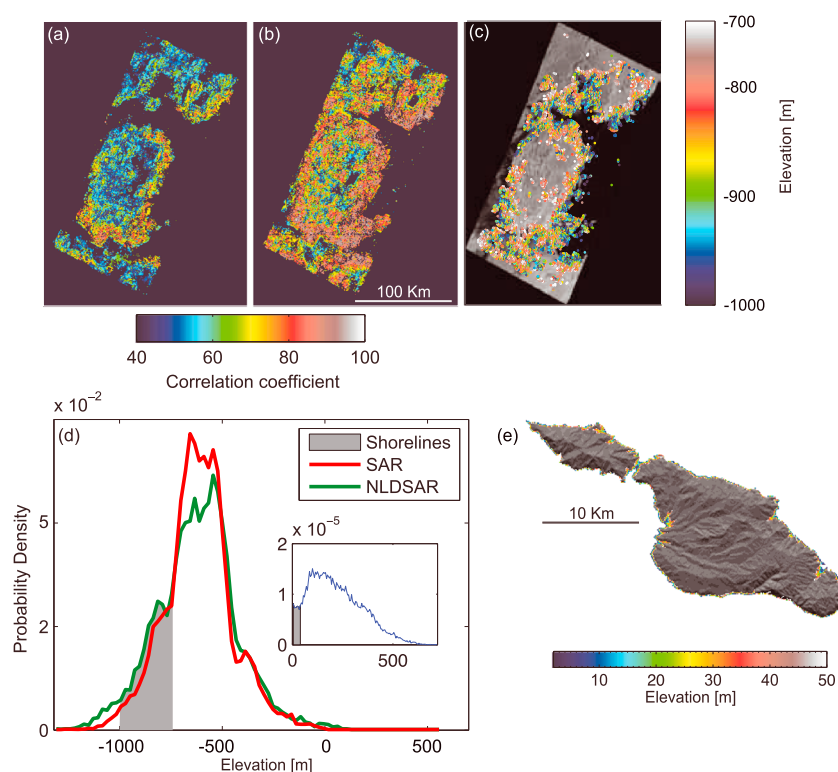 (a)
(b)
(c)
100 Km
-700
-800
-900
-1000
Elevation [m]
40 60 80 100
Correlation coefficient
x 10⁻²
(d)
Shorelines
SAR
NLDSAR
5
2
0
Probability Density
x 10⁻⁵
2
1
0
0 500
-1000 -500 0 500
Elevation [m]
(e)
10 Km
10 20 30 40 50
Elevation [m]